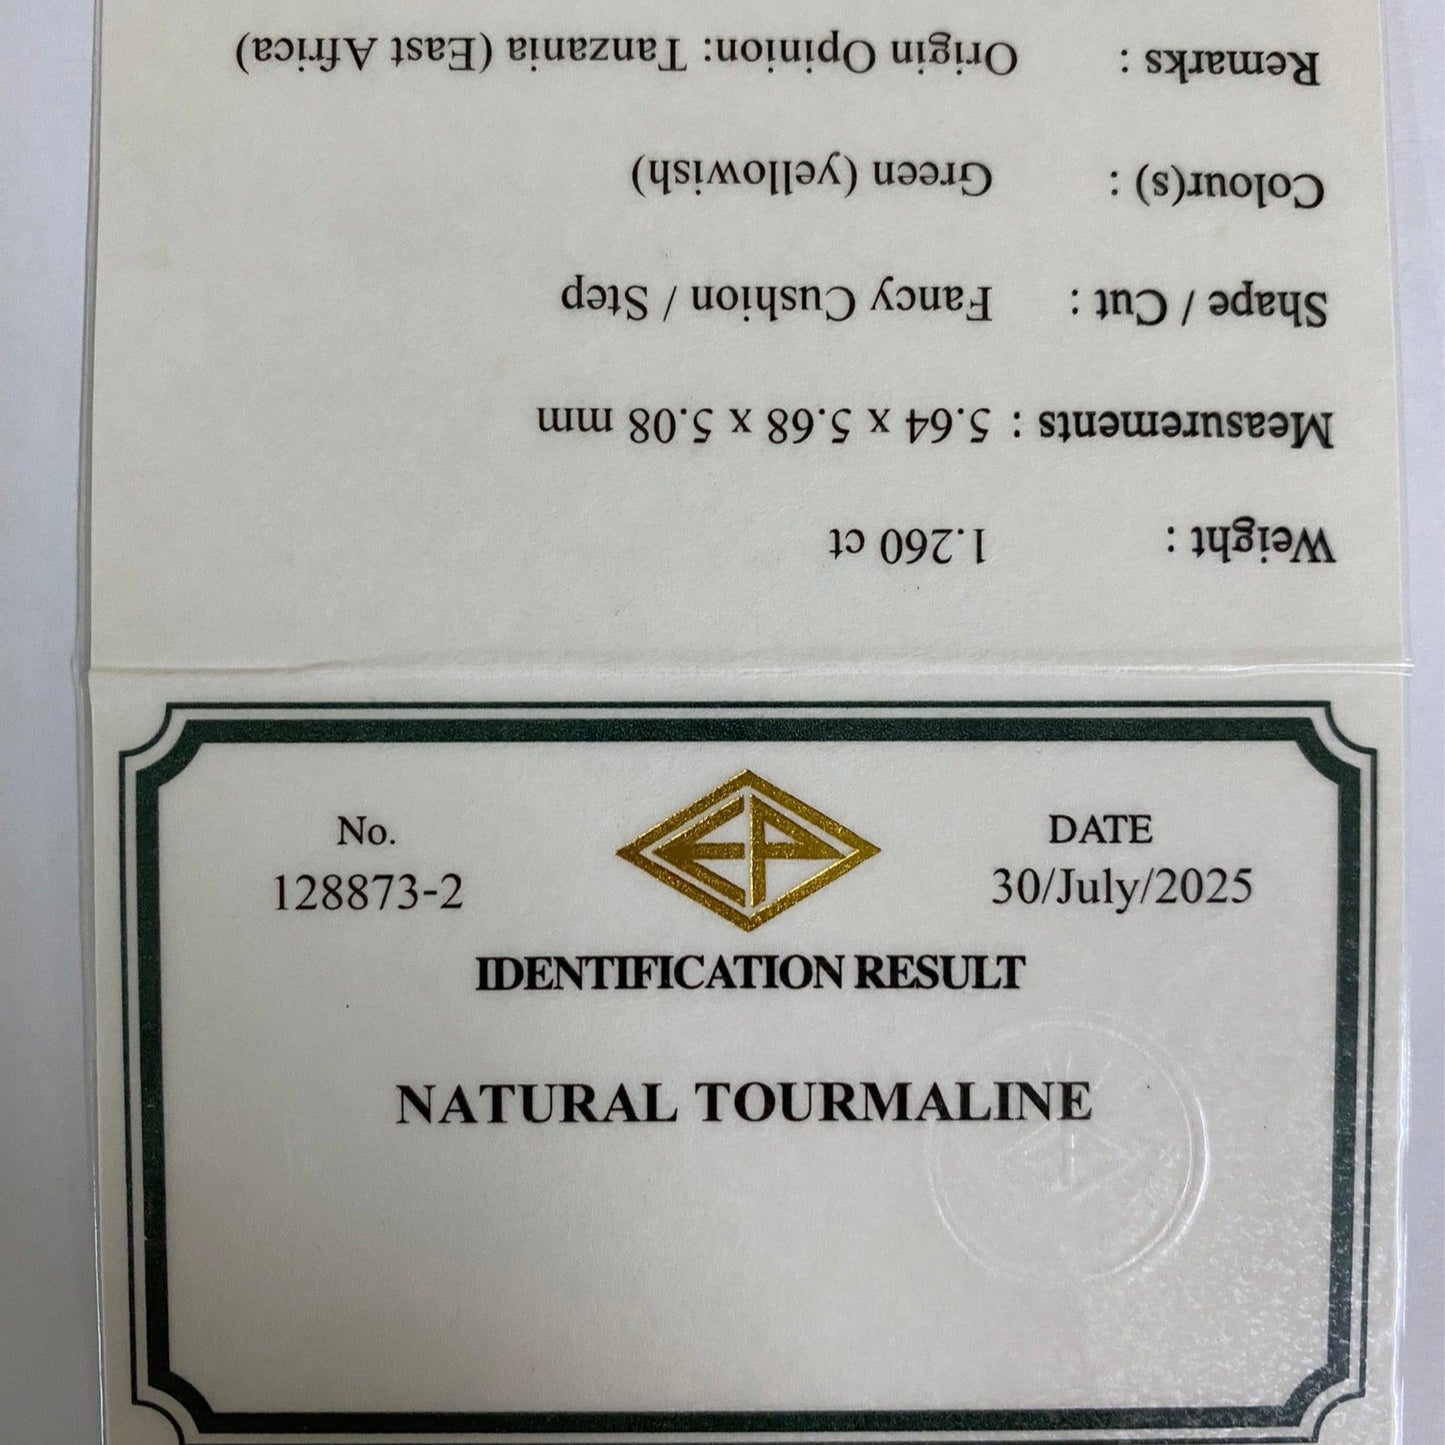 No.
128873-2
EP
DATE
30/July/2025
IDENTIFICATION RESULT
NATURAL TOURMALINE
Weight : 1.260 ct
Measurements : 5.64 x 5.68 x 5.08 mm
Shape / Cut : Fancy Cushion / Step
Colour(s) : Green (yellowish)
Remarks : Origin Opinion: Tanzania (East Africa)